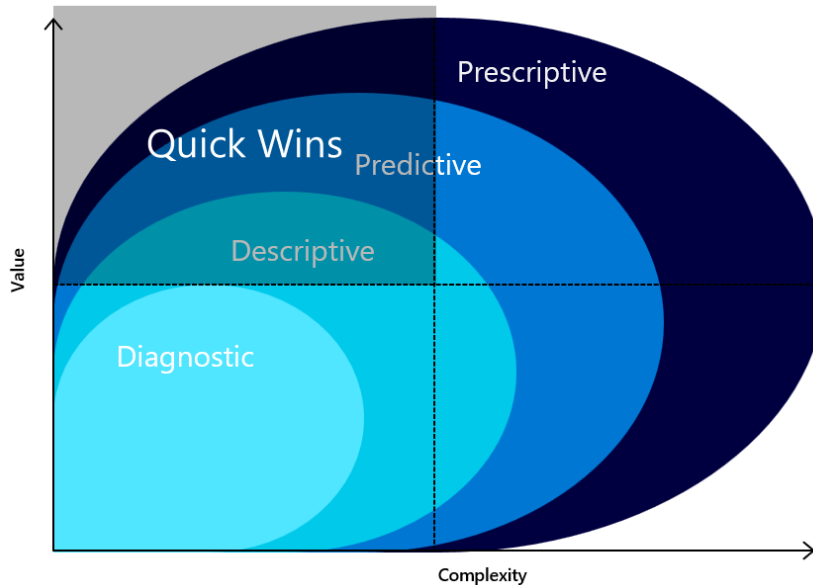 Prescriptive
Quick Wins
Predictive
Descriptive
Value
Diagnostic
Complexity